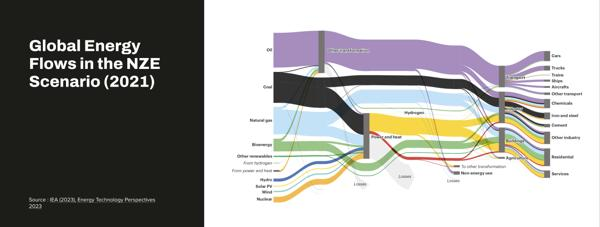 Global Energy
Flows in the NZE
Scenario (2021)
Source : IEA (2023), Energy Technology Perspectives
2023
Oil
Coal
Natural gas
Bioenergy
Other renewables
From hydrogen
From power and heat
Hydro
Solar PV
Wind
Nuclear
Other transformation
Power and heat
Hydrogen
Losses
Losses
Losses
To other transformation
Non-energy use
Transport
Buildings
Agriculture
Cars
Trucks
Trains
Ships
Aircrafts
Other transport
Chemicals
Iron and steel
Cement
Other industry
Residential
Services